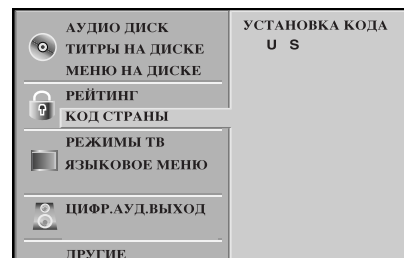 АУДИО ДИСК
ТИТРЫ НА ДИСКЕ
МЕНЮ НА ДИСКЕ
РЕЙТИНГ
КОД СТРАНЫ
РЕЖИМЫ ТВ
ЯЗЫКОВОЕ МЕНЮ
ЦИФР.АУД.ВЫХОД
ДРУГИЕ
УСТАНОВКА КОДА
U S